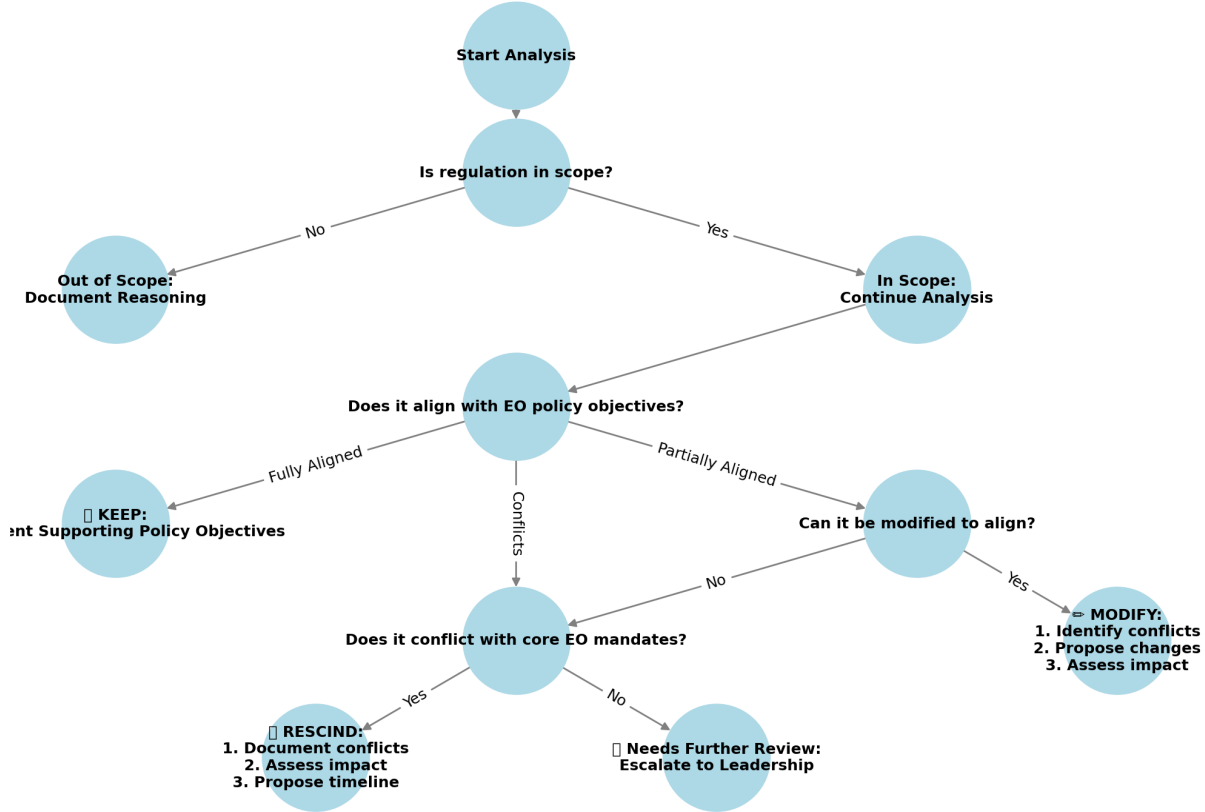 Start Analysis
Is regulation in scope?
No
Yes
Out of Scope:
Document Reasoning
In Scope:
Continue Analysis
Does it align with EO policy objectives?
Fully Aligned
Conflicts
Partially Aligned
KEEP:
ent Supporting Policy Objectives
Can it be modified to align?
No
Yes
Does it conflict with core EO mandates?
✏ MODIFY:
1. Identify conflicts
2. Propose changes
3. Assess impact
Yes
No
RESCIND:
1. Document conflicts
2. Assess impact
3. Propose timeline
Needs Further Review:
Escalate to Leadership